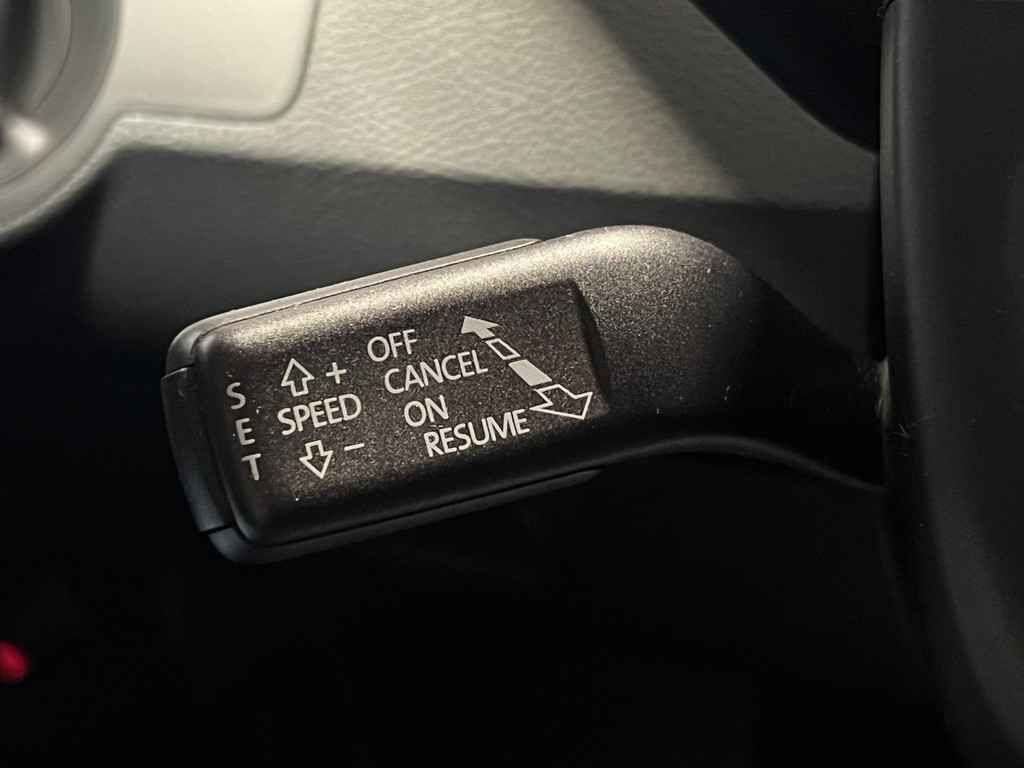 SET
+
SPEED
−
OFF
CANCEL
ON
RESUME